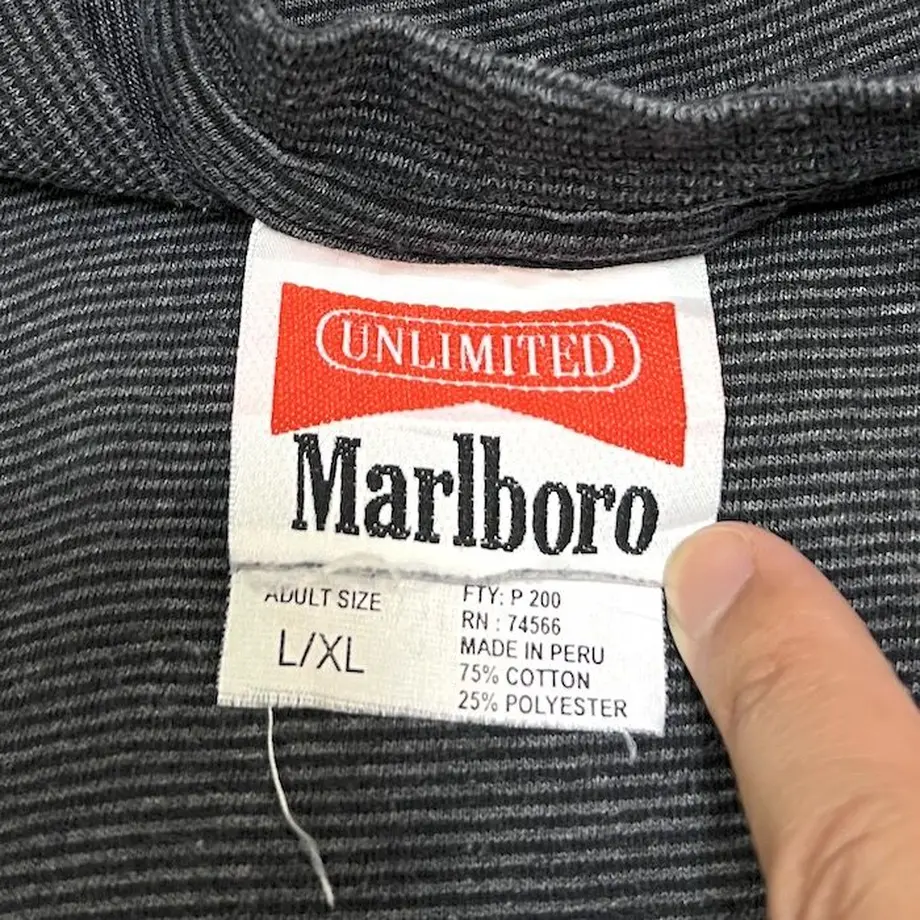 UNLIMITED
Marlboro
ADULT SIZE
L/XL
FTY: P 200
RN : 74566
MADE IN PERU
75% COTTON
25% POLYESTER